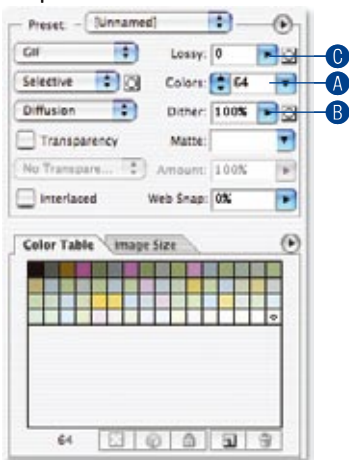 Preset: [Unnamed]
GIF Lossy: 0 C
Selective Colors: 64 A
Diffusion Dither: 100% B
Transparency Matte:
No Transpare... Amount: 100%
Interlaced Web Snap: 0%
Color Table Image Size
64